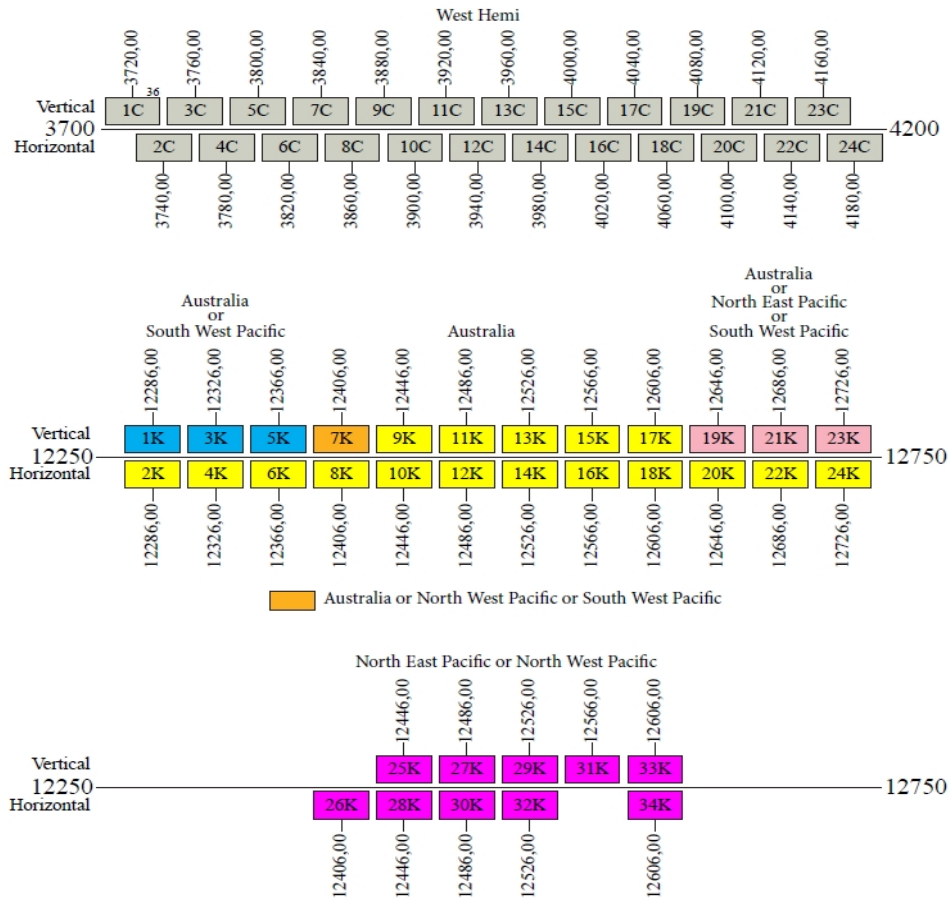 West Hemi
3720,00 3760,00 3800,00 3840,00 3880,00 3920,00 3960,00 4000,00 4040,00 4080,00 4120,00 4160,00
36
Vertical 1C 3C 5C 7C 9C 11C 13C 15C 17C 19C 21C 23C
3700 4200
Horizontal 2C 4C 6C 8C 10C 12C 14C 16C 18C 20C 22C 24C
3740,00 3780,00 3820,00 3860,00 3900,00 3940,00 3980,00 4020,00 4060,00 4100,00 4140,00 4180,00
Australia
or
South West Pacific
Australia
Australia
or
North East Pacific
or
South West Pacific
12286,00 12326,00 12366,00 12406,00 12446,00 12486,00 12526,00 12566,00 12606,00 12646,00 12686,00 12726,00
Vertical 1K 3K 5K 7K 9K 11K 13K 15K 17K 19K 21K 23K
12250 12750
Horizontal 2K 4K 6K 8K 10K 12K 14K 16K 18K 20K 22K 24K
12286,00 12326,00 12366,00 12406,00 12446,00 12486,00 12526,00 12566,00 12606,00 12646,00 12686,00 12726,00
Australia or North West Pacific or South West Pacific
North East Pacific or North West Pacific
12446,00 12486,00 12526,00 12566,00 12606,00
Vertical 25K 27K 29K 31K 33K
12250 12750
Horizontal 26K 28K 30K 32K 34K
12406,00 12446,00 12486,00 12526,00 12606,00